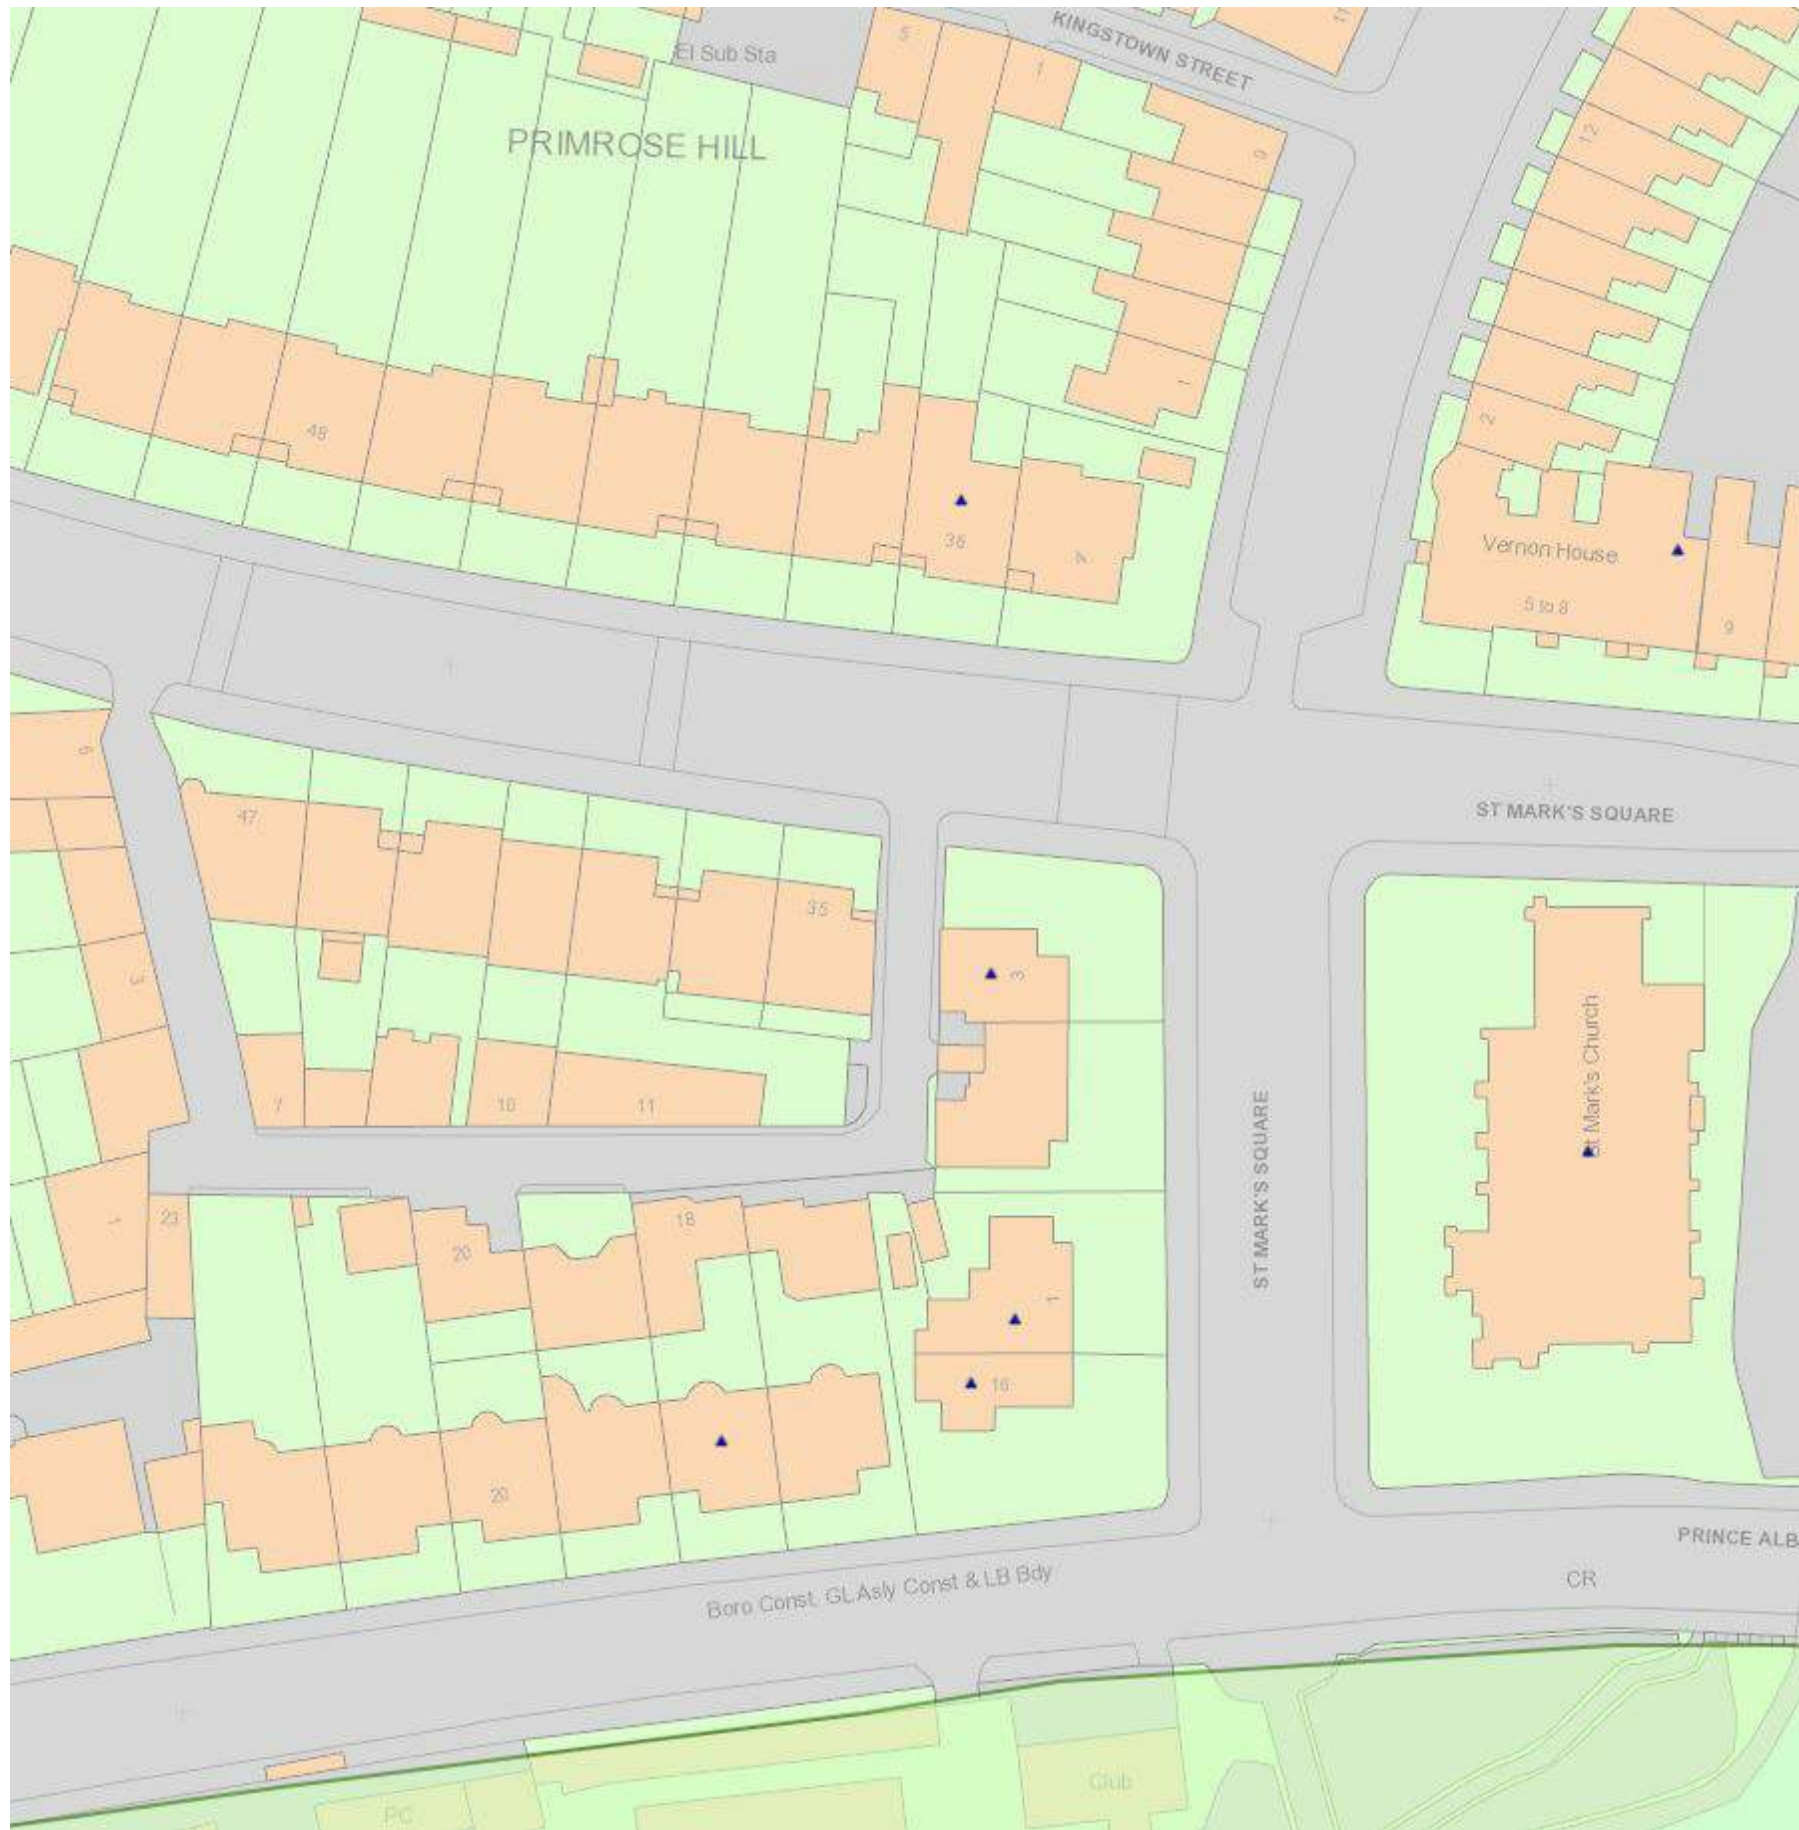 El Sub Sta
5
KINGSTOWN STREET
11
1
PRIMROSE HILL
12
1
2
48
36
4
Vernon House
5 to 8
9
47
ST MARK'S SQUARE
35
3
3
St Mark's Church
7
10
11
ST MARK'S SQUARE
1
23
18
20
1
16
20
PRINCE ALB
CR
Boro Const, GL Asly Const & LB Bdy
Club
PC